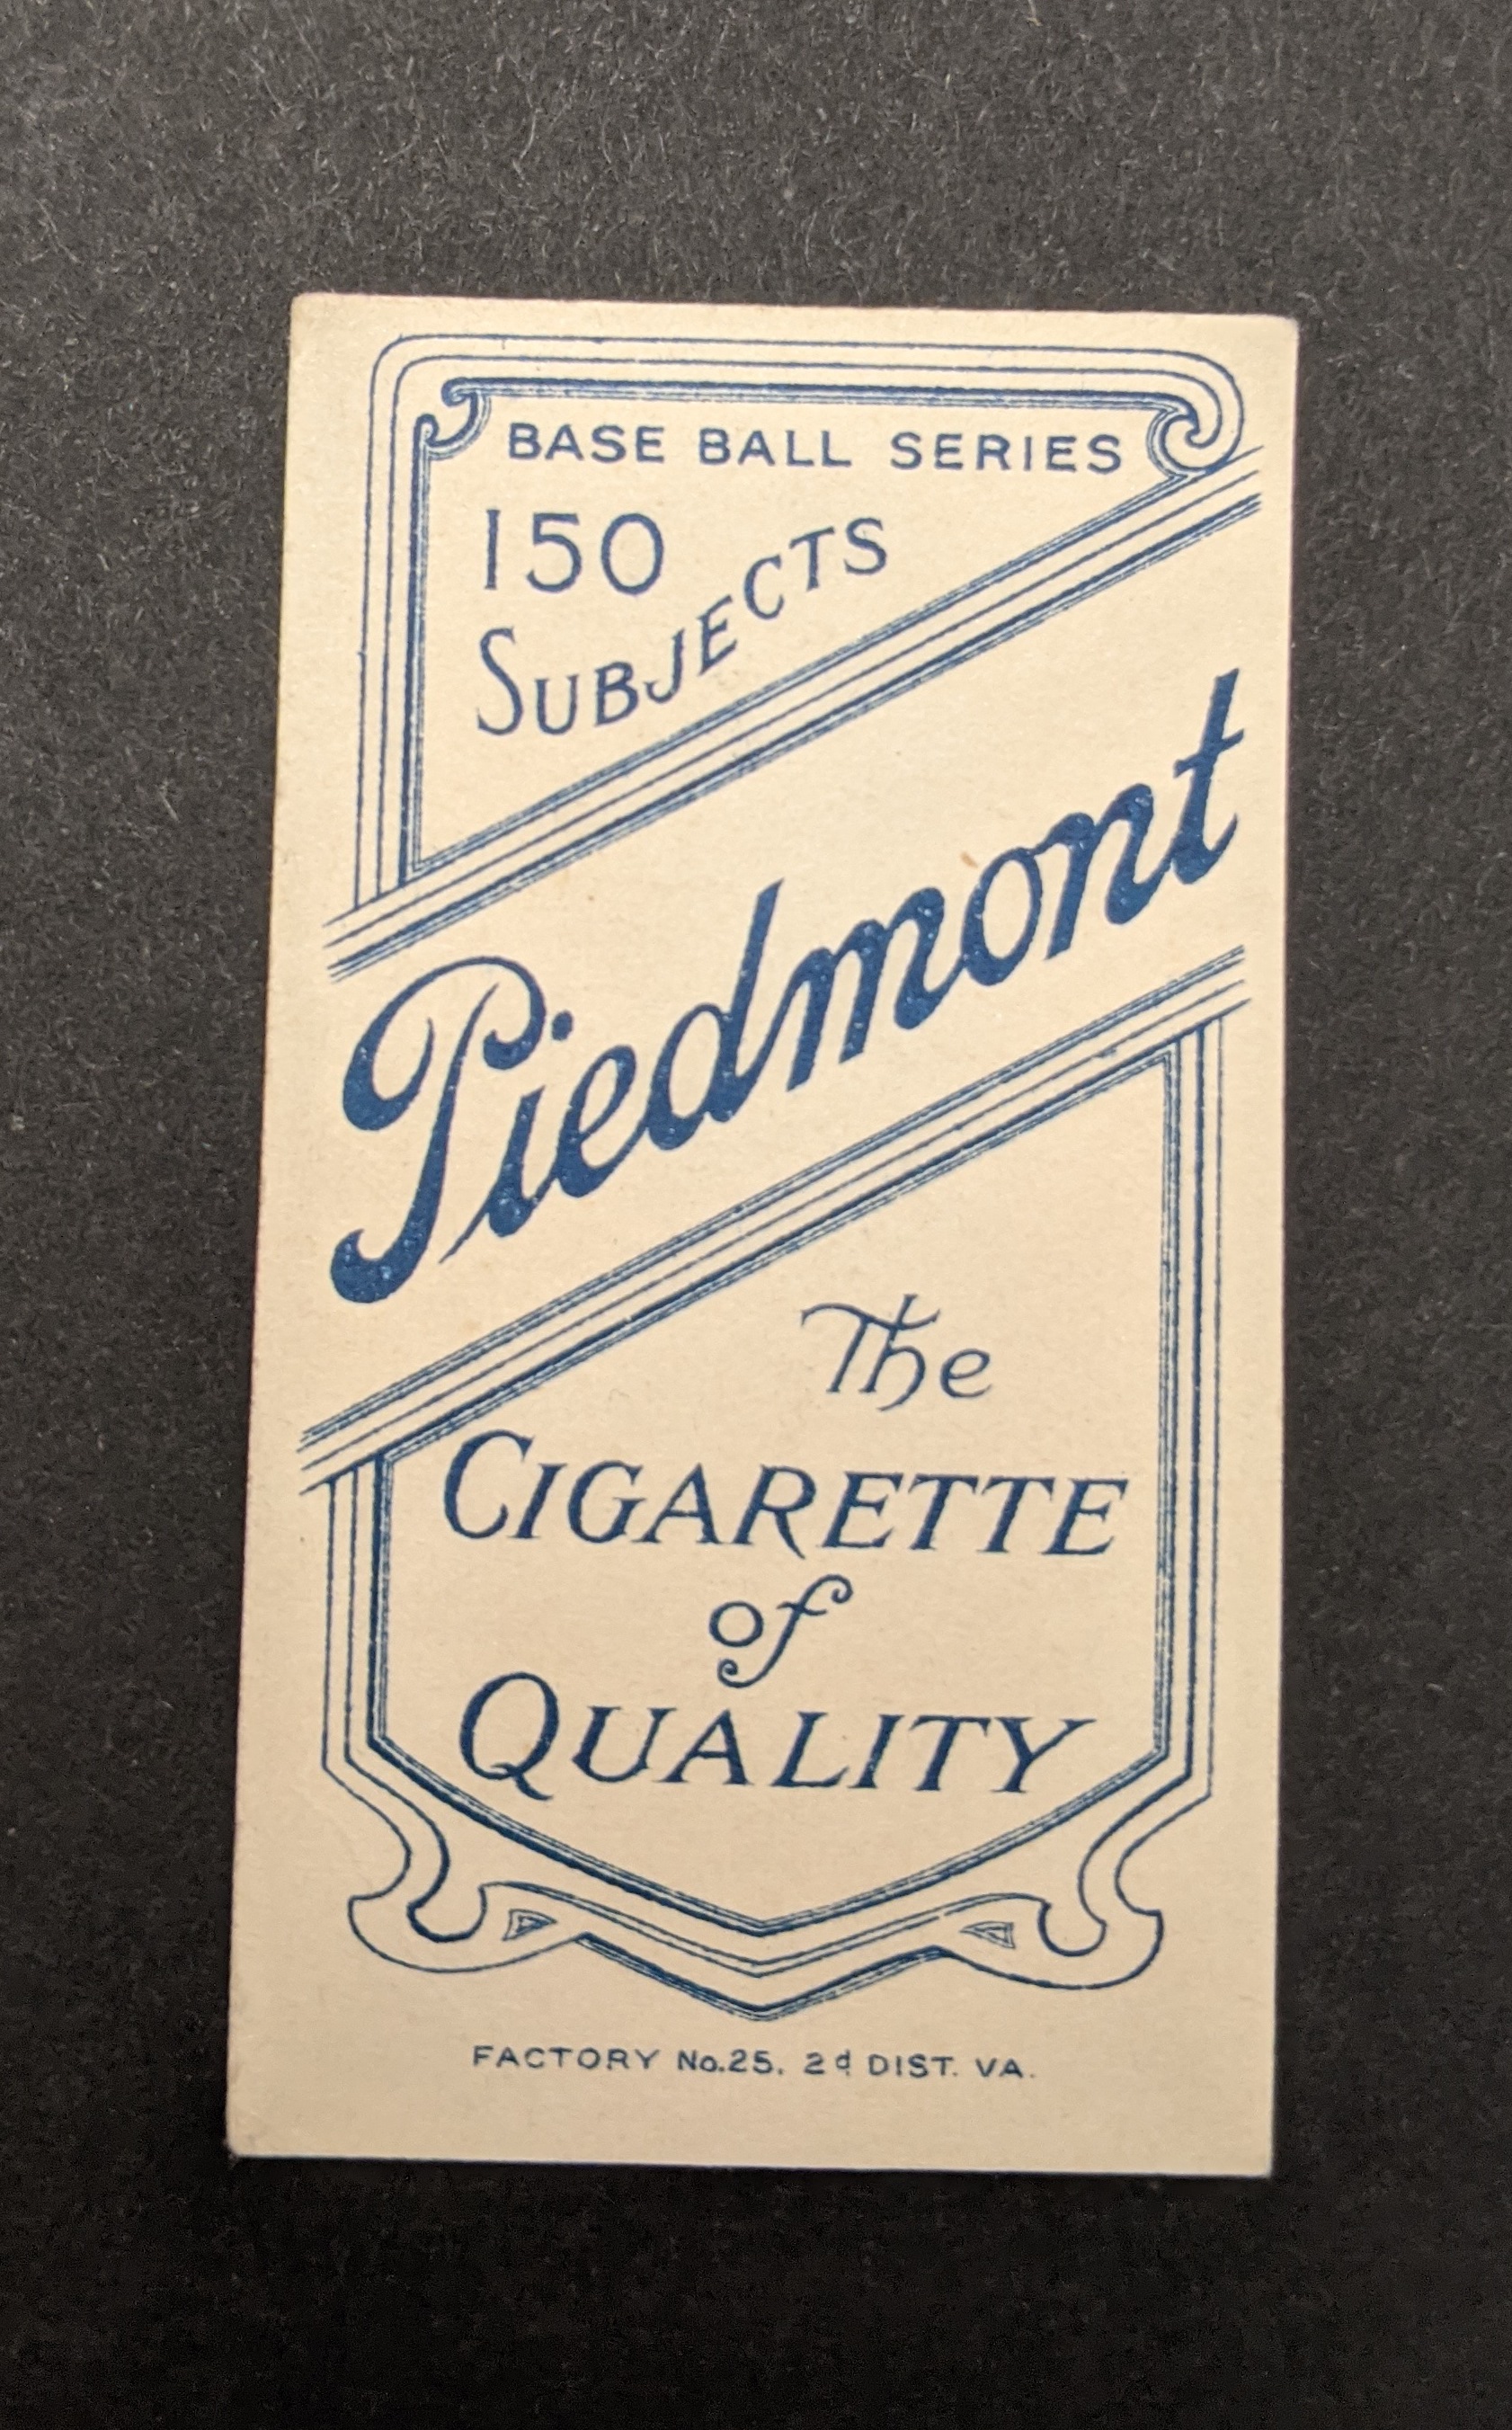 BASE BALL SERIES
150
SUBJECTS
Piedmont
The
CIGARETTE
of
QUALITY
FACTORY No.25. 2d DIST. VA.